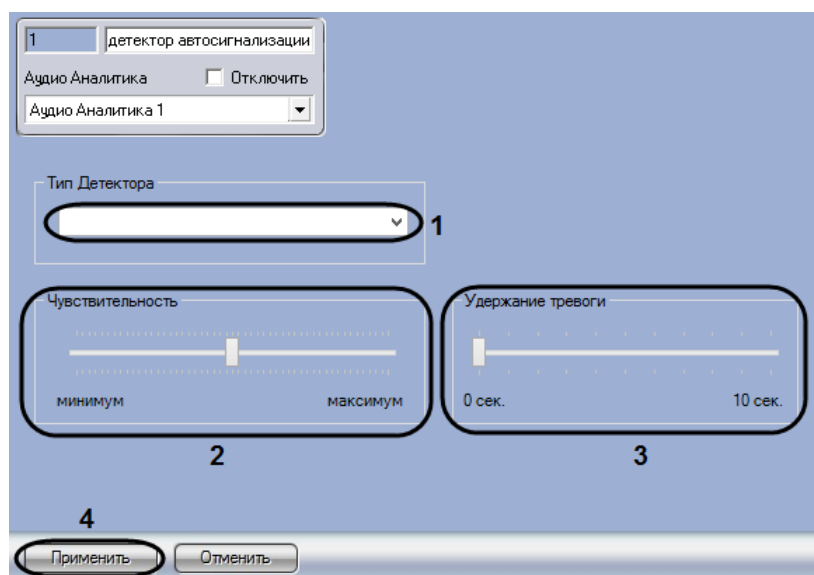 1 детектор автосигнализации
Аудио Аналитика Отключить
Аудио Аналитика 1
Тип Детектора
1
Чувствительность Удержание тревоги
минимум максимум 0 сек. 10 сек.
2 3
4
Применить Отменить